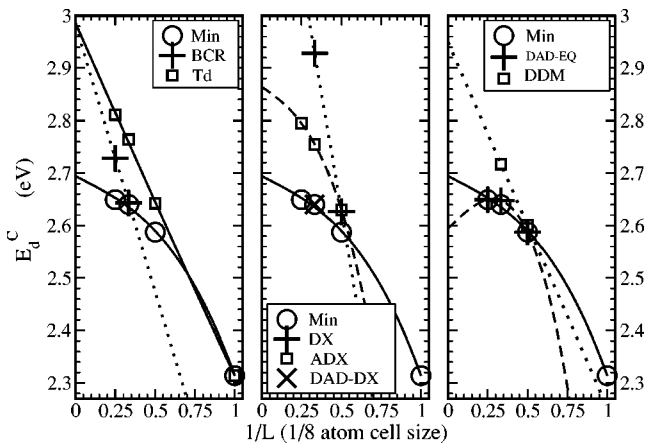 3
2.9
2.8
2.7
2.6
2.5
2.4
2.3
E_d^C (eV)
Min
BCR
Td
0 0.25 0.5 0.75 1
Min
DX
ADX
DAD-DX
0 0.25 0.5 0.75 1
Min
DAD-EQ
DDM
0 0.25 0.5 0.75 1
3
2.9
2.8
2.7
2.6
2.5
2.4
2.3
1/L (1/8 atom cell size)